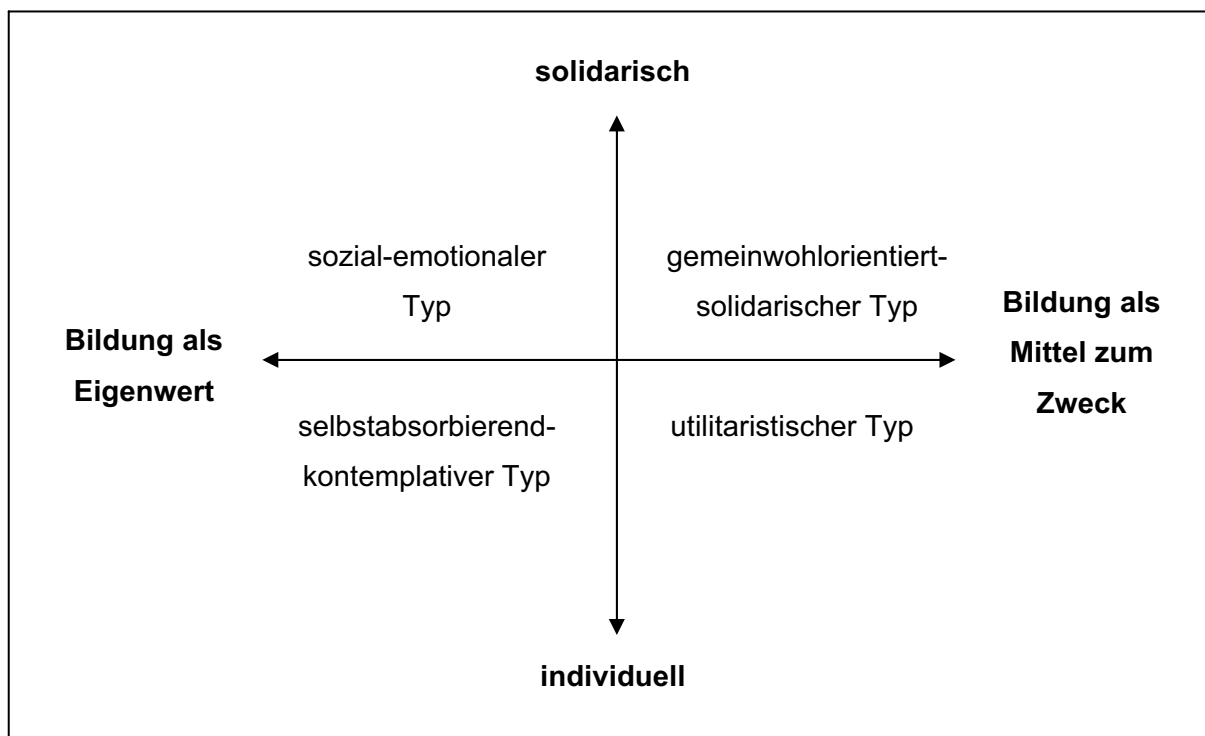 solidarisch
sozial-emotionaler
Typ
gemeinwohlorientiert-
solidarischer Typ
Bildung als
Eigenwert
Bildung als
Mittel zum
Zweck
selbstabsorbierend-
kontemplativer Typ
utilitaristischer Typ
individuell